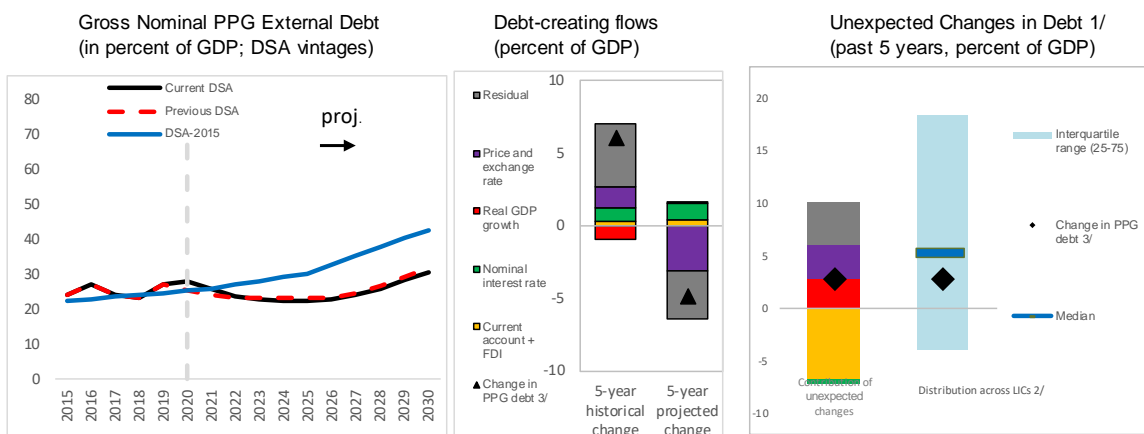 Gross Nominal PPG External Debt
(in percent of GDP; DSA vintages)
Current DSA
Previous DSA
DSA-2015
proj.
80
70
60
50
40
30
20
10
0
2015
2016
2017
2018
2019
2020
2021
2022
2023
2024
2025
2026
2027
2028
2029
2030
Debt-creating flows
(percent of GDP)
Residual
Price and
exchange rate
Real GDP
growth
Nominal
interest rate
Current
account +
FDI
Change in
PPG debt 3/
10
5
0
-5
-10
5-year
historical
change
5-year
projected
change
Unexpected Changes in Debt 1/
(past 5 years, percent of GDP)
20
15
10
5
0
-5
-10
Contribution of
unexpected
changes
Distribution across LICs 2/
Interquartile
range (25-75)
Change in PPG
debt 3/
Median